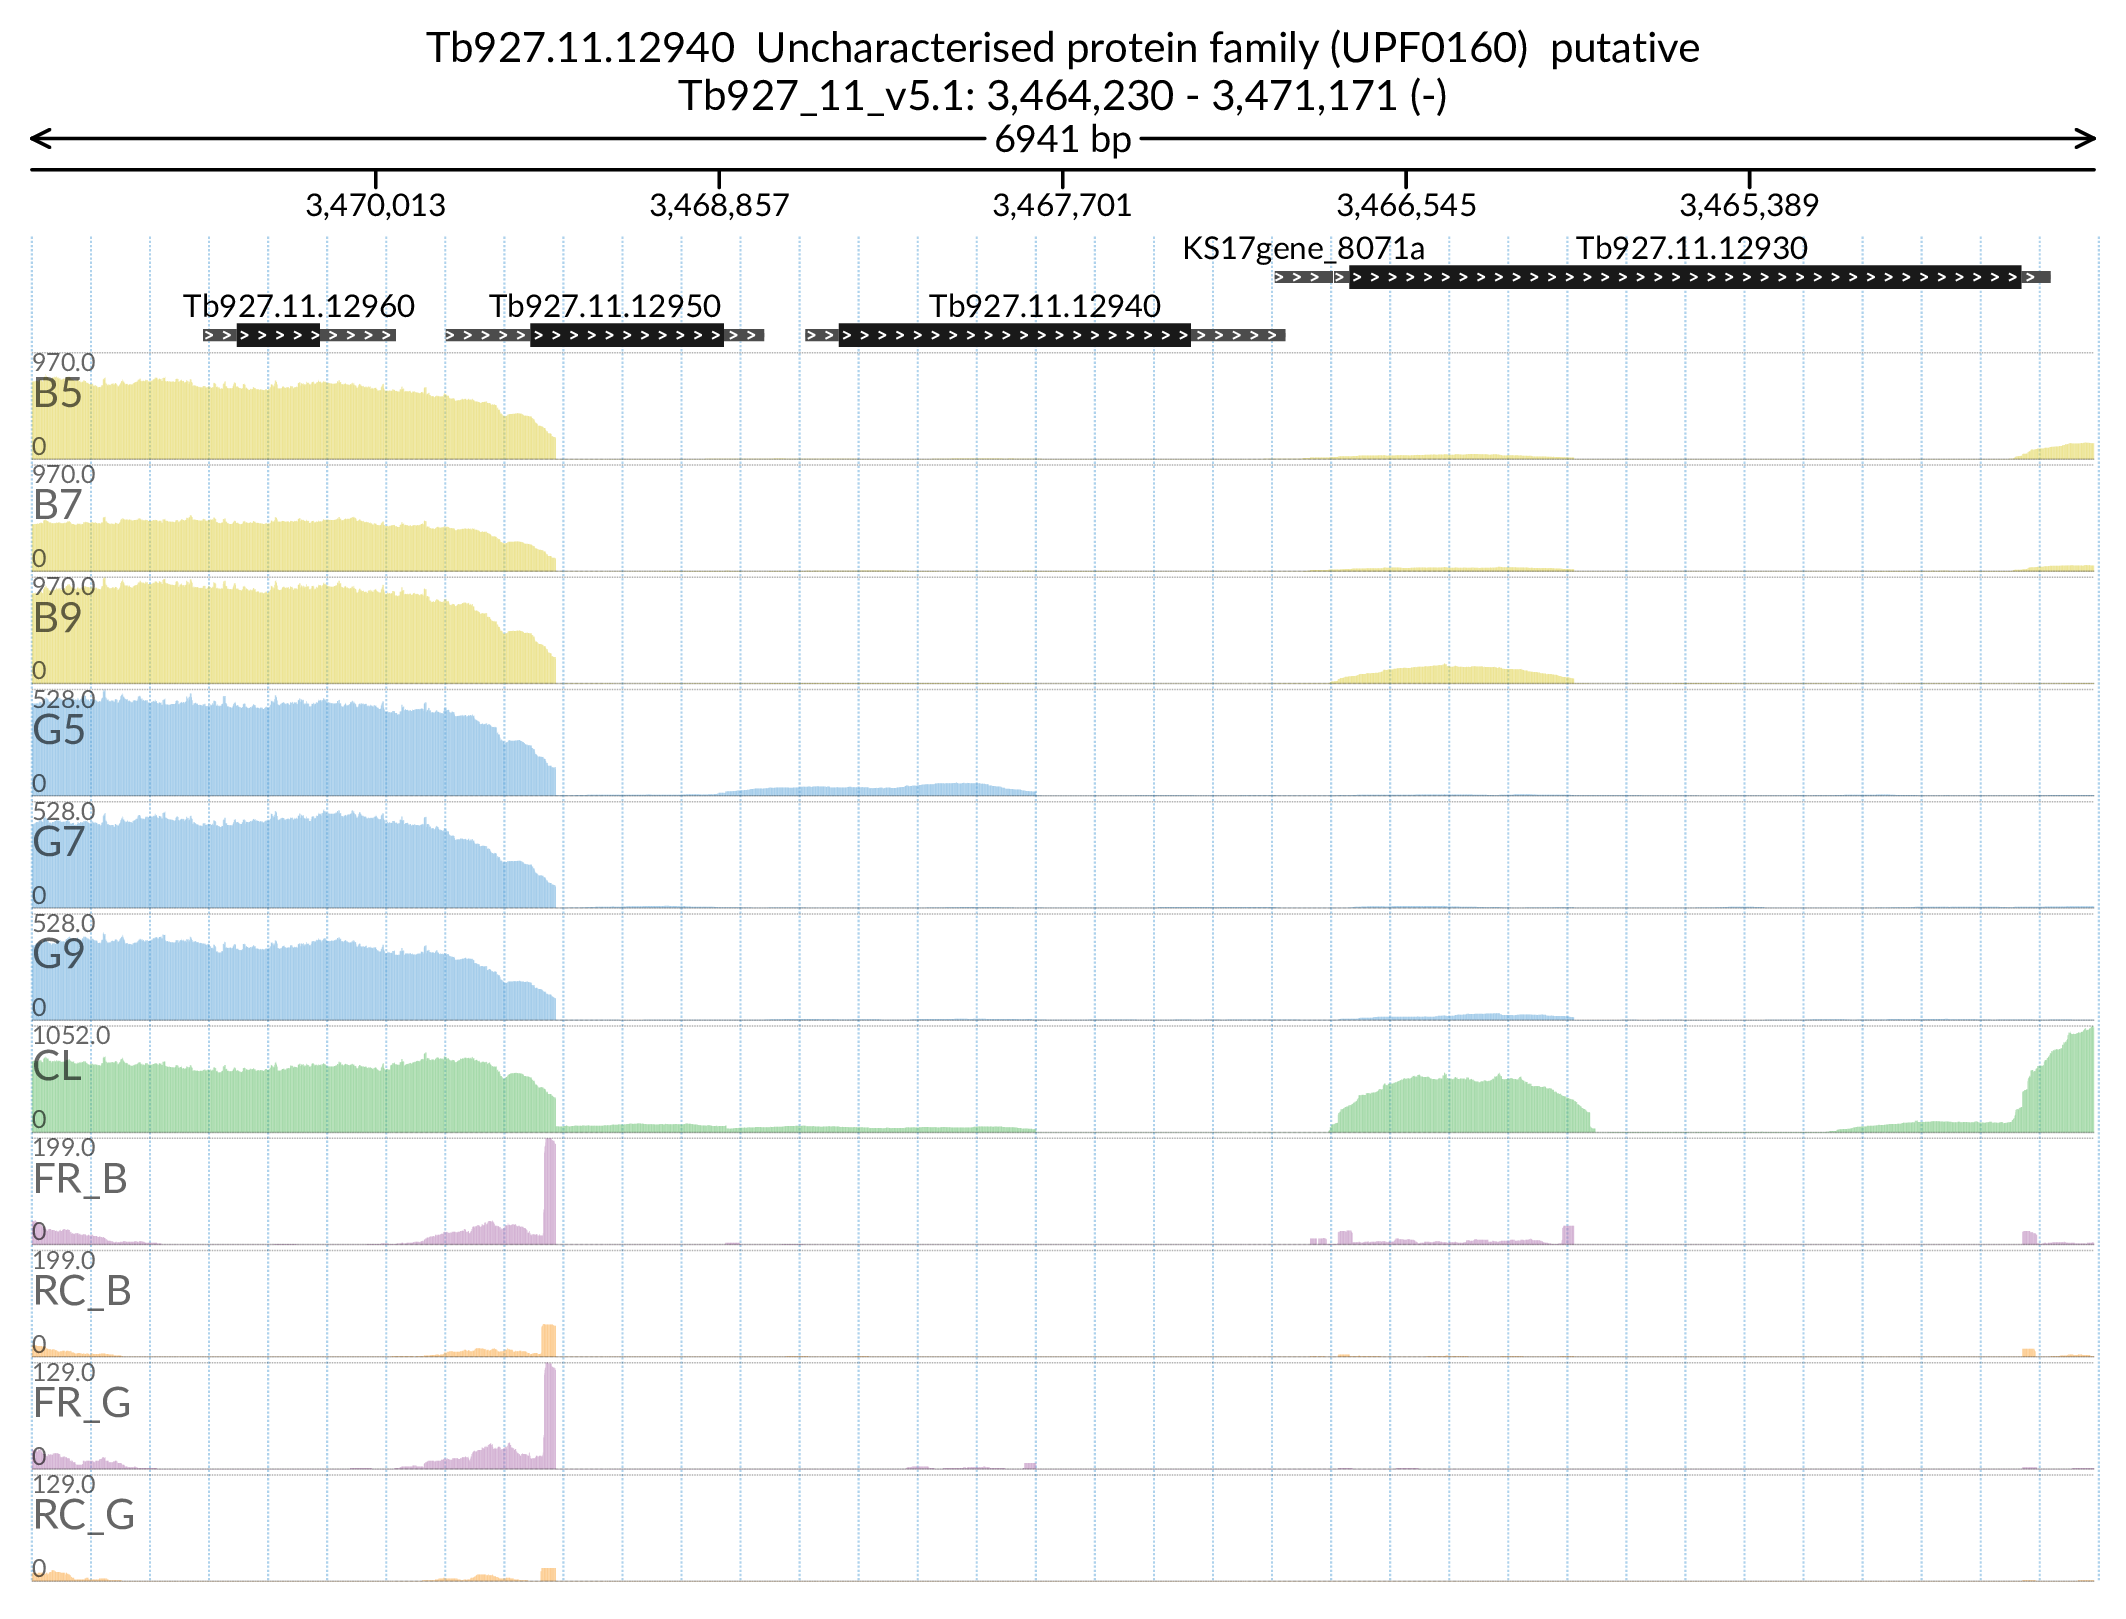 Tb927.11.12940 Uncharacterised protein family (UPF0160) putative
Tb927_11_v5.1: 3,464,230 - 3,471,171 (-)
6941 bp
3,470,013 3,468,857 3,467,701 3,466,545 3,465,389
KS17gene_8071a Tb927.11.12930
Tb927.11.12960 Tb927.11.12950 Tb927.11.12940
970.0
B5
0
970.0
B7
0
970.0
B9
0
528.0
G5
0
528.0
G7
0
528.0
G9
0
1052.0
CL
0
199.0
FR_B
0
199.0
RC_B
0
129.0
FR_G
0
129.0
RC_G
0